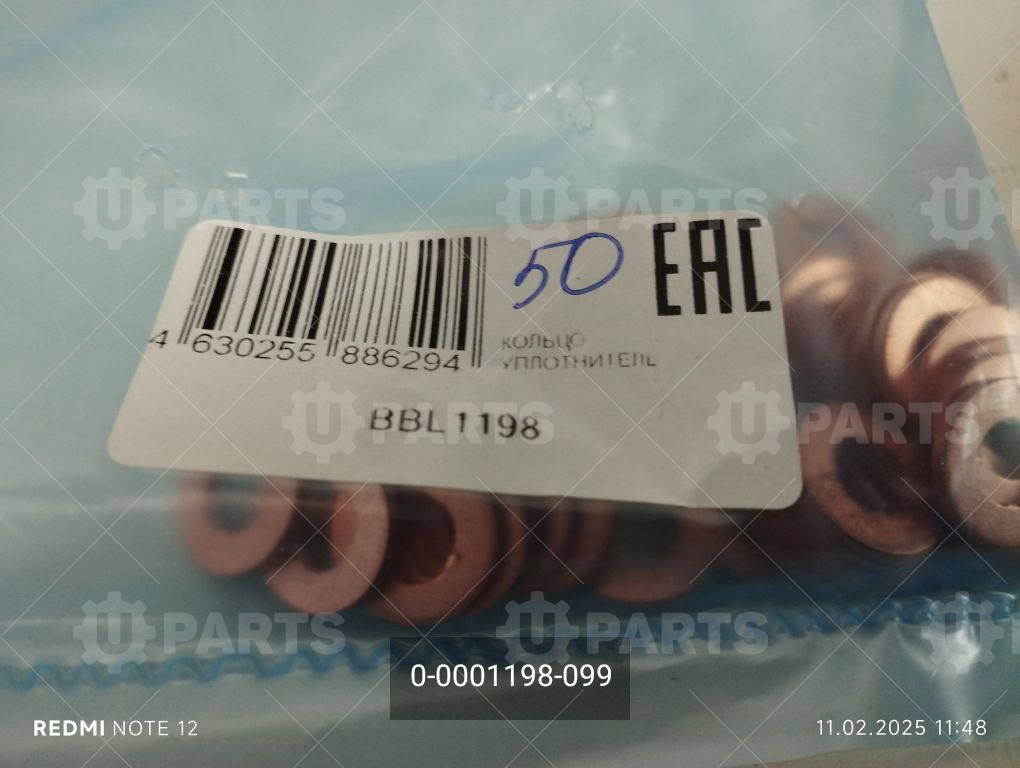 50
EAC
4 630255 886294
КОЛЬЦО
УПЛОТНИТЕЛЬ
BBL1198
U PARTS
0-0001198-099
REDMI NOTE 12
11.02.2025 11:48